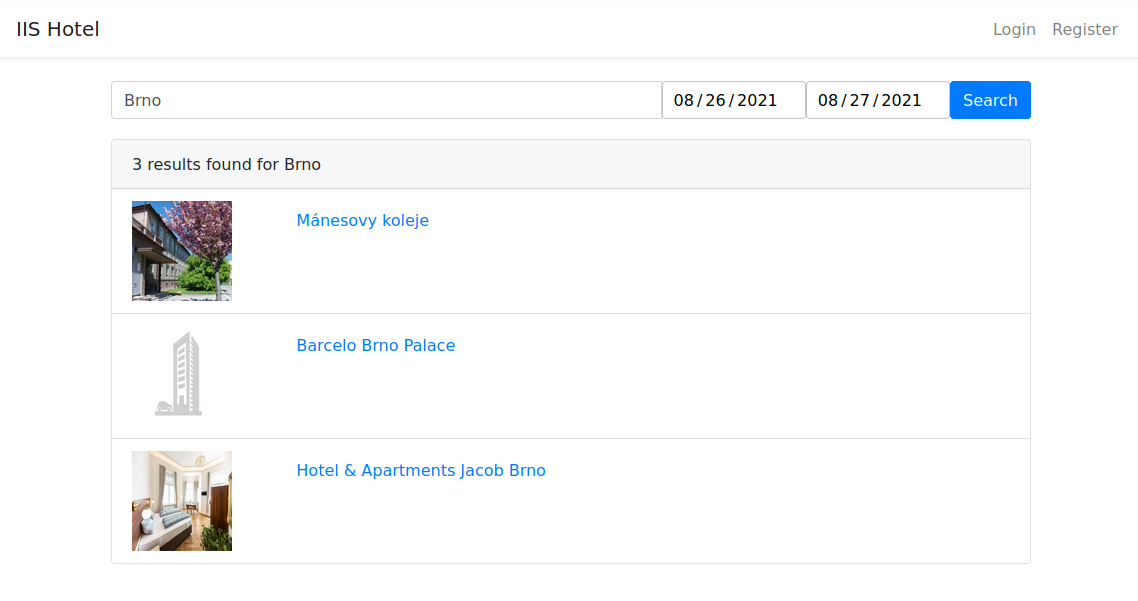 IIS Hotel Login Register
Brno 08/26/2021 08/27/2021 Search
3 results found for Brno
Mánesovy koleje
Barcelo Brno Palace
Hotel & Apartments Jacob Brno